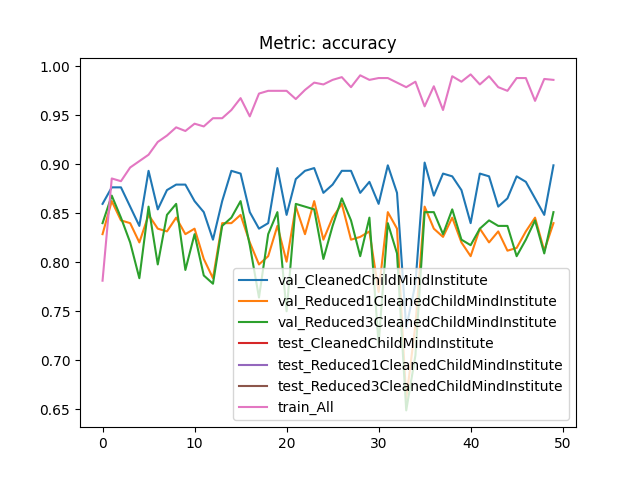 Metric: accuracy
1.00
0.95
0.90
0.85
0.80
0.75
0.70
0.65
val_CleanedChildMindInstitute
val_Reduced1CleanedChildMindInstitute
val_Reduced3CleanedChildMindInstitute
test_CleanedChildMindInstitute
test_Reduced1CleanedChildMindInstitute
test_Reduced3CleanedChildMindInstitute
train_All
0 10 20 30 40 50